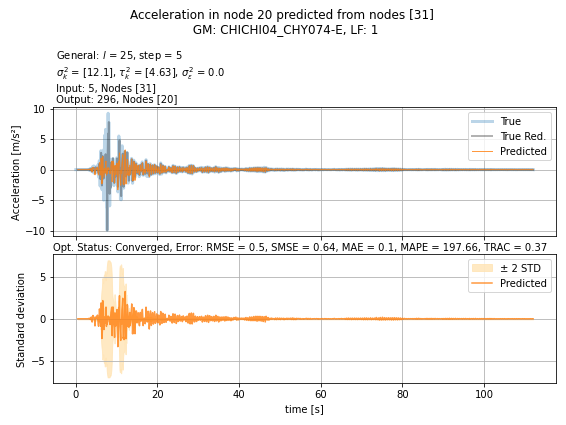 Acceleration in node 20 predicted from nodes [31]
GM: CHICHI04_CHY074-E, LF: 1
General: l = 25, step = 5
σ²ₖ = [12.1], τ²ₖ = [4.63], σ²ε = 0.0
Input: 5, Nodes [31]
Output: 296, Nodes [20]
10
5
0
−5
−10
Acceleration [m/s²]
True
True Red.
Predicted
Opt. Status: Converged, Error: RMSE = 0.5, SMSE = 0.64, MAE = 0.1, MAPE = 197.66, TRAC = 0.37
5
0
−5
Standard deviation
± 2 STD
Predicted
0 20 40 60 80 100
time [s]